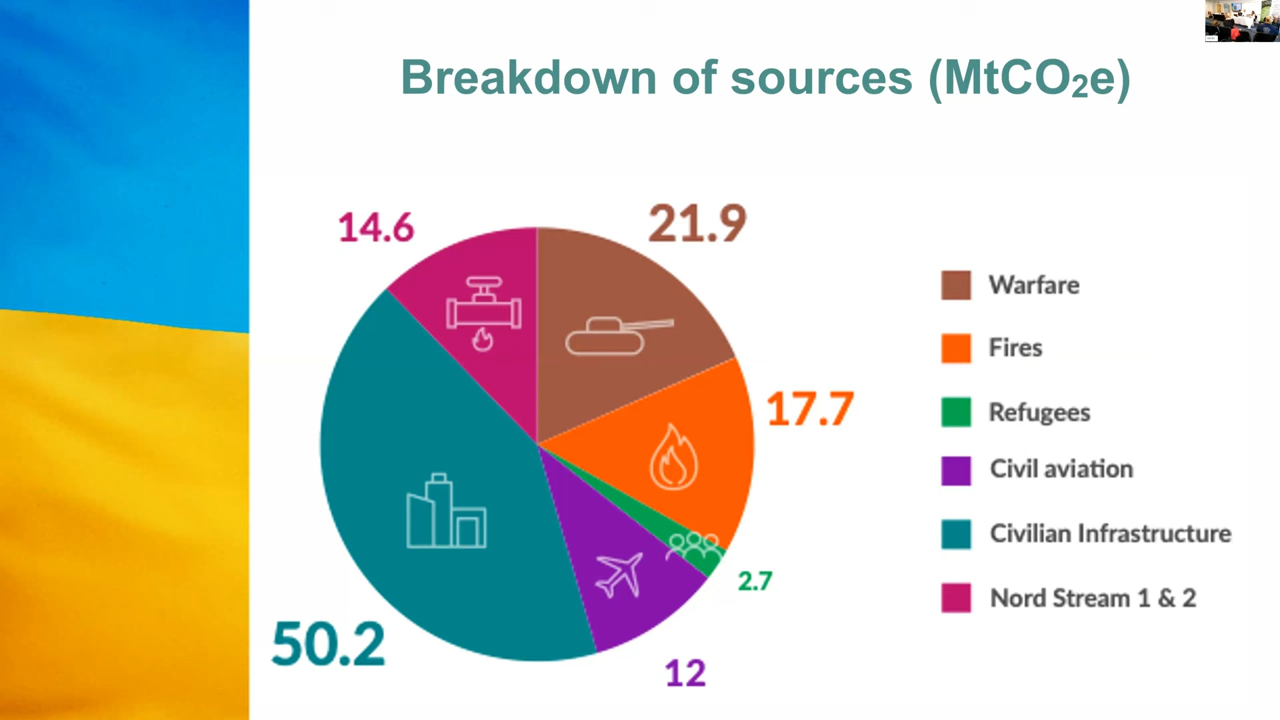 Breakdown of sources (MtCO₂e)
14.6
21.9
17.7
2.7
12
50.2
Warfare
Fires
Refugees
Civil aviation
Civilian Infrastructure
Nord Stream 1 & 2